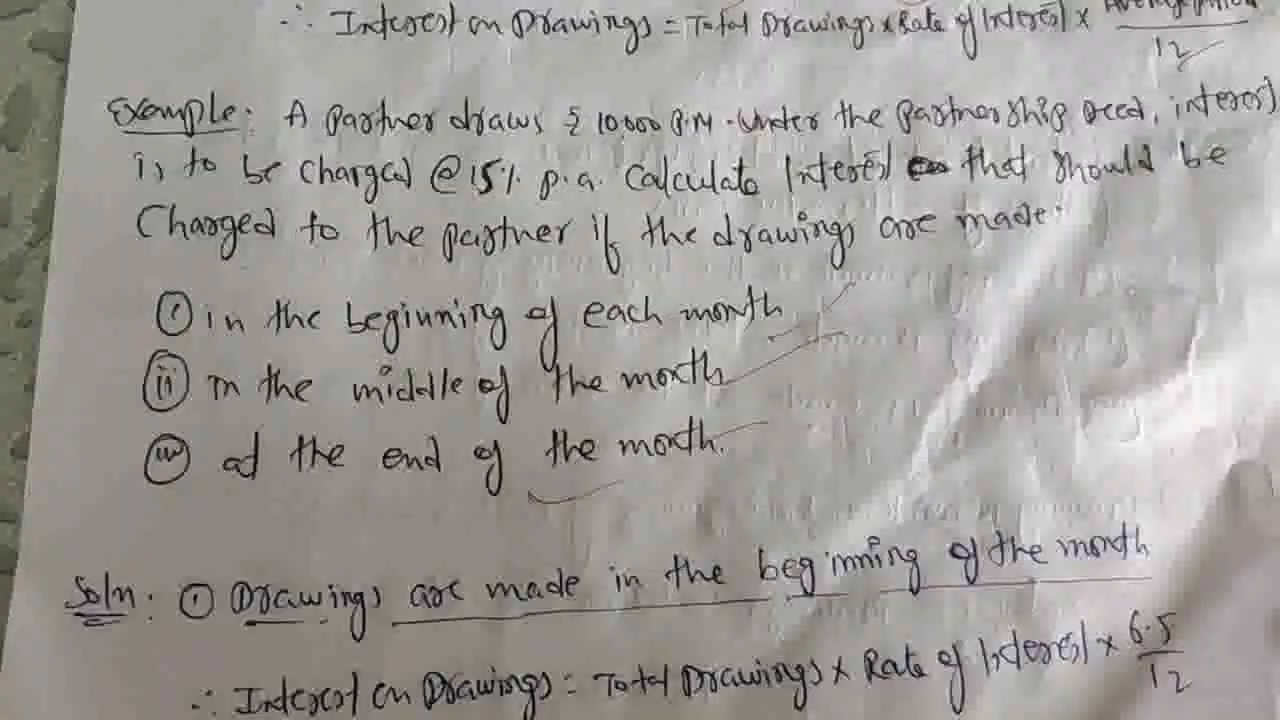 ∴ Interest on Drawings = Total Drawings × Rate of Interest × Average Period / 12
Example: A partner draws ₹ 10000 P.M. Under the partnership Deed, interest
is to be charged @ 15% p.a. Calculate Interest that should be
Charged to the partner if the drawings are made:
(i) in the beginning of each month
(ii) in the middle of the month
(iii) at the end of the month.
Soln: (i) Drawings are made in the beginning of the month
∴ Interest on Drawings = Total Drawings × Rate of Interest × 6.5 / 12